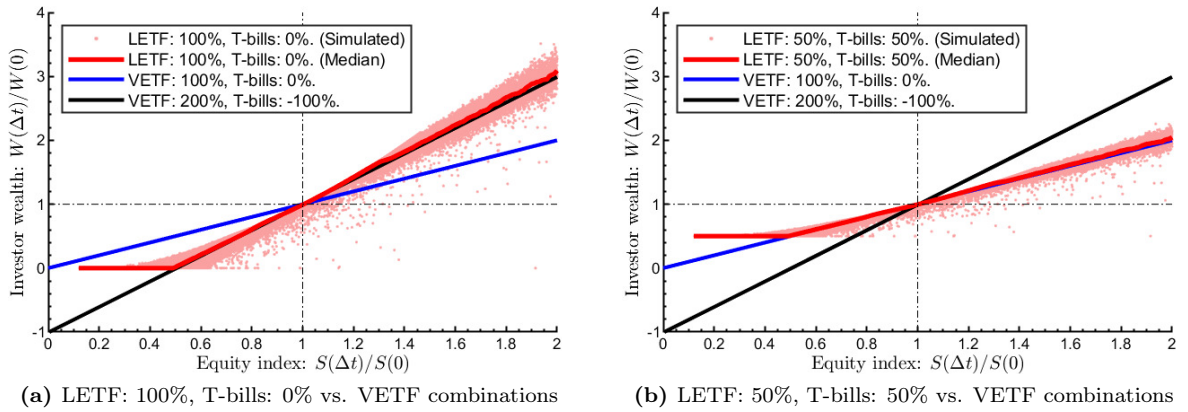 LETF: 100%, T-bills: 0%. (Simulated)
LETF: 100%, T-bills: 0%. (Median)
VETF: 100%, T-bills: 0%.
VETF: 200%, T-bills: -100%.
Investor wealth: W(Δt)/W(0)
4
3
2
1
0
-1
0 0.2 0.4 0.6 0.8 1 1.2 1.4 1.6 1.8 2
Equity index: S(Δt)/S(0)
(a) LETF: 100%, T-bills: 0% vs. VETF combinations
LETF: 50%, T-bills: 50%. (Simulated)
LETF: 50%, T-bills: 50%. (Median)
VETF: 100%, T-bills: 0%.
VETF: 200%, T-bills: -100%.
Investor wealth: W(Δt)/W(0)
4
3
2
1
0
-1
0 0.2 0.4 0.6 0.8 1 1.2 1.4 1.6 1.8 2
Equity index: S(Δt)/S(0)
(b) LETF: 50%, T-bills: 50% vs. VETF combinations